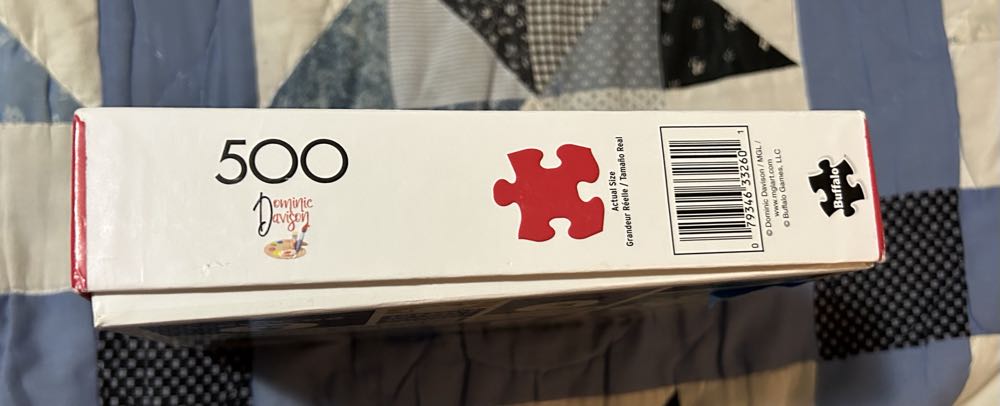 500
Dominic
Davison
Actual Size
Grandeur Réelle / Tamaño Real
0 79346 33260 1
© Dominic Davison / MGL /
www.mglart.com
© Buffalo Games, LLC
Buffalo